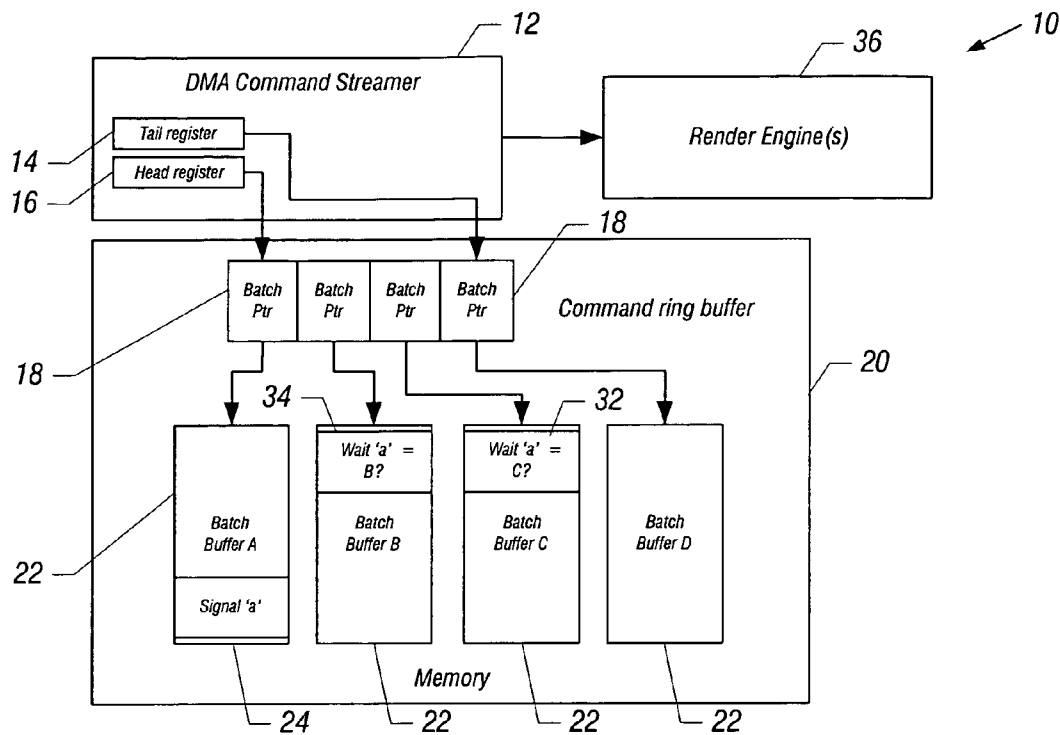 12
36
10
DMA Command Streamer
Tail register
Head register
Render Engine(s)
14
16
18
Batch
Ptr
Batch
Ptr
Batch
Ptr
Batch
Ptr
Command ring buffer
18
20
34
32
Wait 'a' =
B?
Wait 'a' =
C?
Batch
Buffer A
Batch
Buffer B
Batch
Buffer C
Batch
Buffer D
22
Signal 'a'
Memory
24
22
22
22